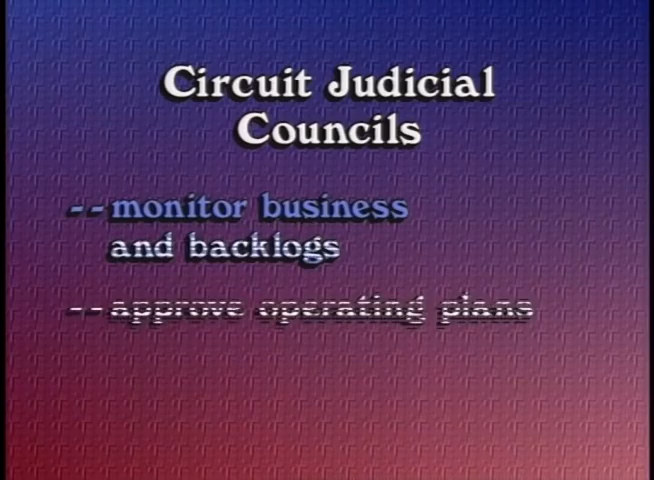 Circuit Judicial
Councils
--monitor business
and backlogs
--approve operating plans